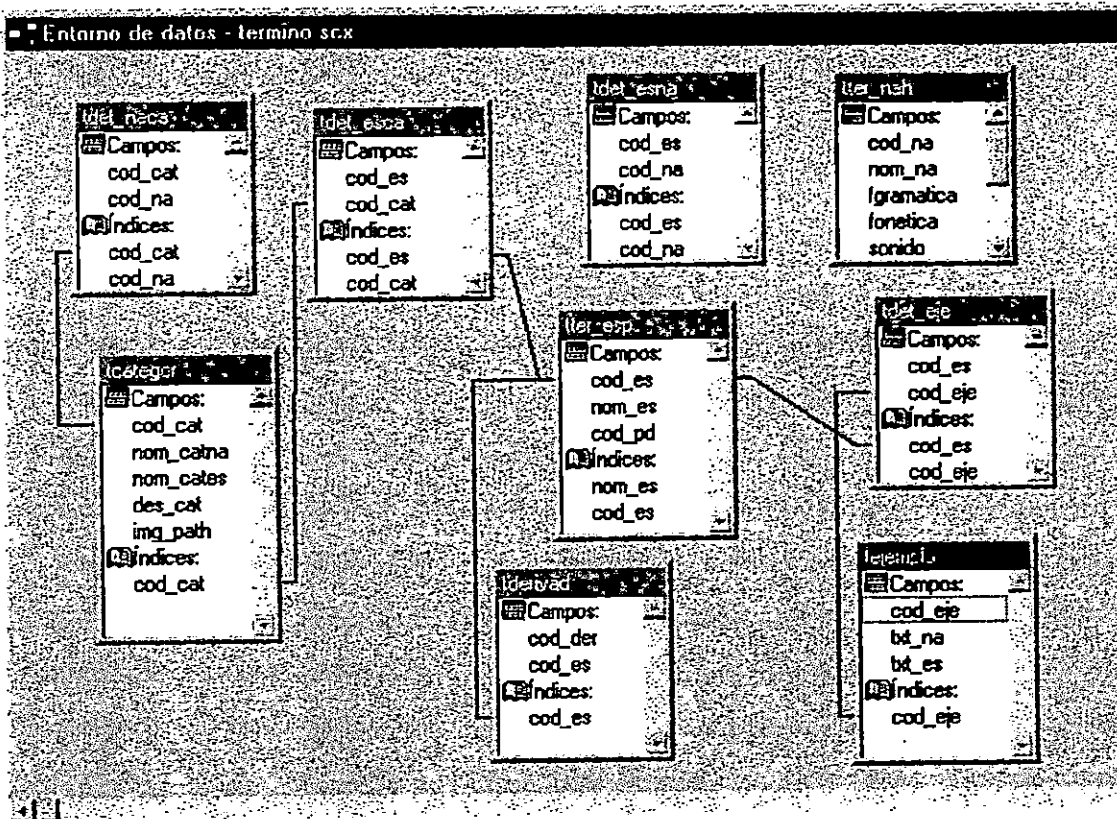 Entorno de datos - termino scx
tdet_naca
Campos:
cod_cat
cod_na
Índices:
cod_cat
cod_na
tdet_esca
Campos:
cod_es
cod_cat
Índices:
cod_es
cod_cat
tdet_esna
Campos:
cod_es
cod_na
Índices:
cod_es
cod_na
tter_nah
Campos:
cod_na
nom_na
fgramatica
fonetica
sonido
tcategor
Campos:
cod_cat
nom_catna
nom_cates
des_cat
img_path
Índices:
cod_cat
tter_esp
Campos:
cod_es
nom_es
cod_pd
Índices:
nom_es
cod_es
tdet_eje
Campos:
cod_es
cod_eje
Índices:
cod_es
cod_eje
tderivad
Campos:
cod_der
cod_es
Índices:
cod_es
Campos:
cod_eje
txt_na
txt_es
Índices:
cod_eje